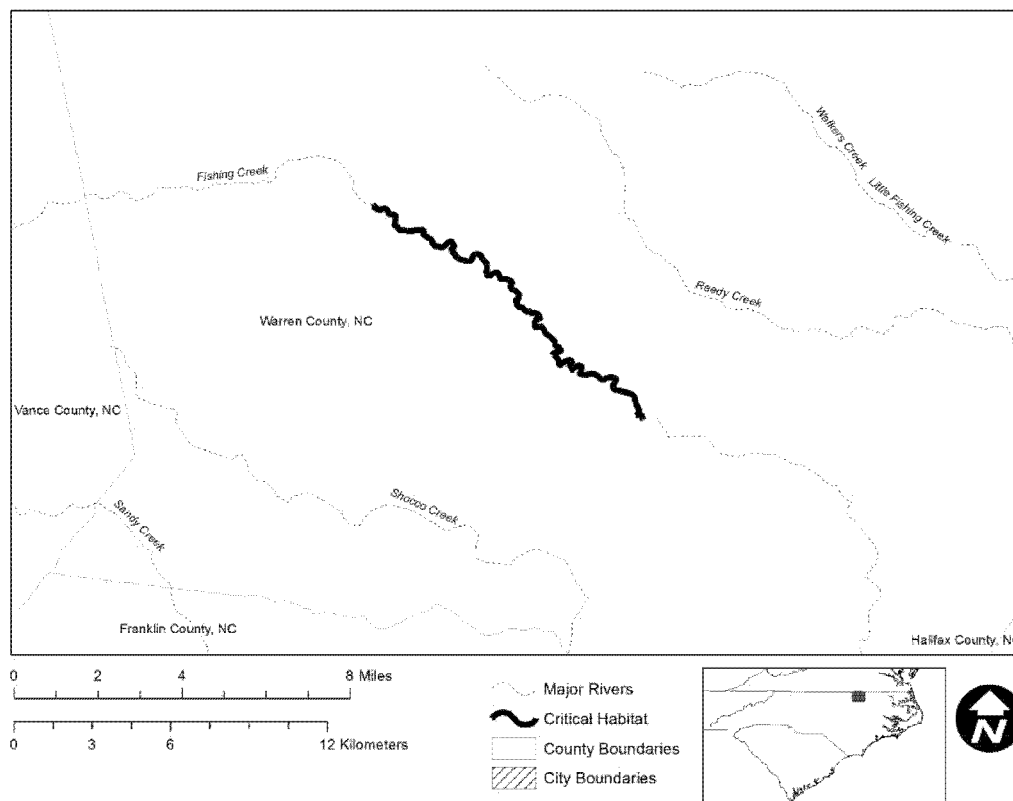 Walkers Creek
Fishing Creek
Little Fishing Creek
Reedy Creek
Warren County, NC
Vance County, NC
Shocco Creek
Sandy Creek
Franklin County, NC
Halifax County, NC
0 2 4 8 Miles
0 3 6 12 Kilometers
Major Rivers
Critical Habitat
County Boundaries
City Boundaries
N